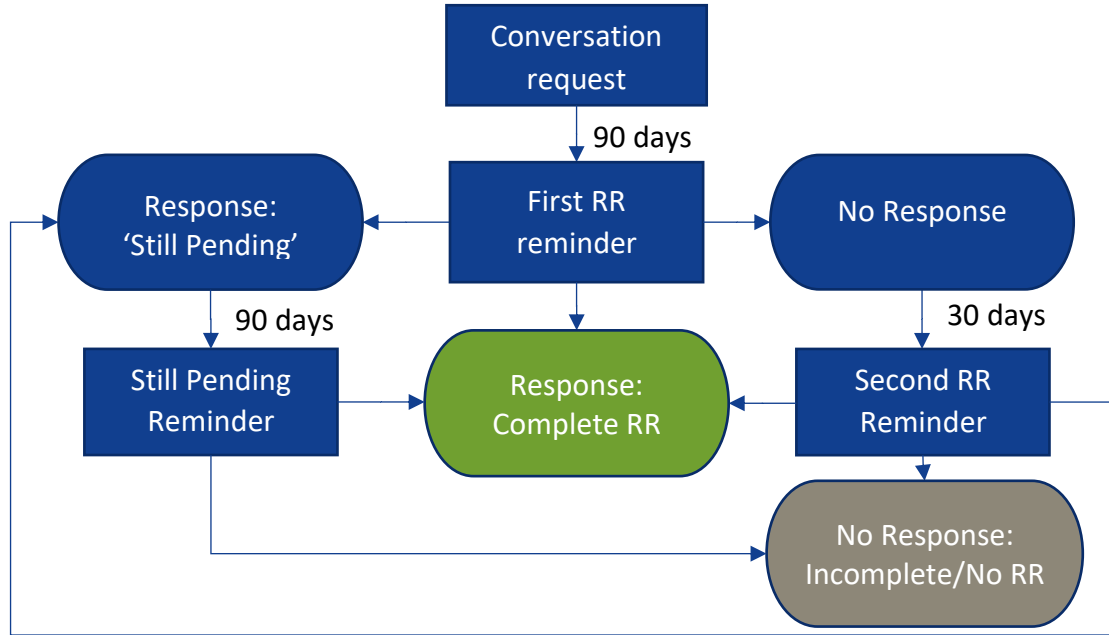 Conversation
request
90 days
First RR
reminder
Response:
‘Still Pending’
No Response
90 days
30 days
Still Pending
Reminder
Response:
Complete RR
Second RR
Reminder
No Response:
Incomplete/No RR